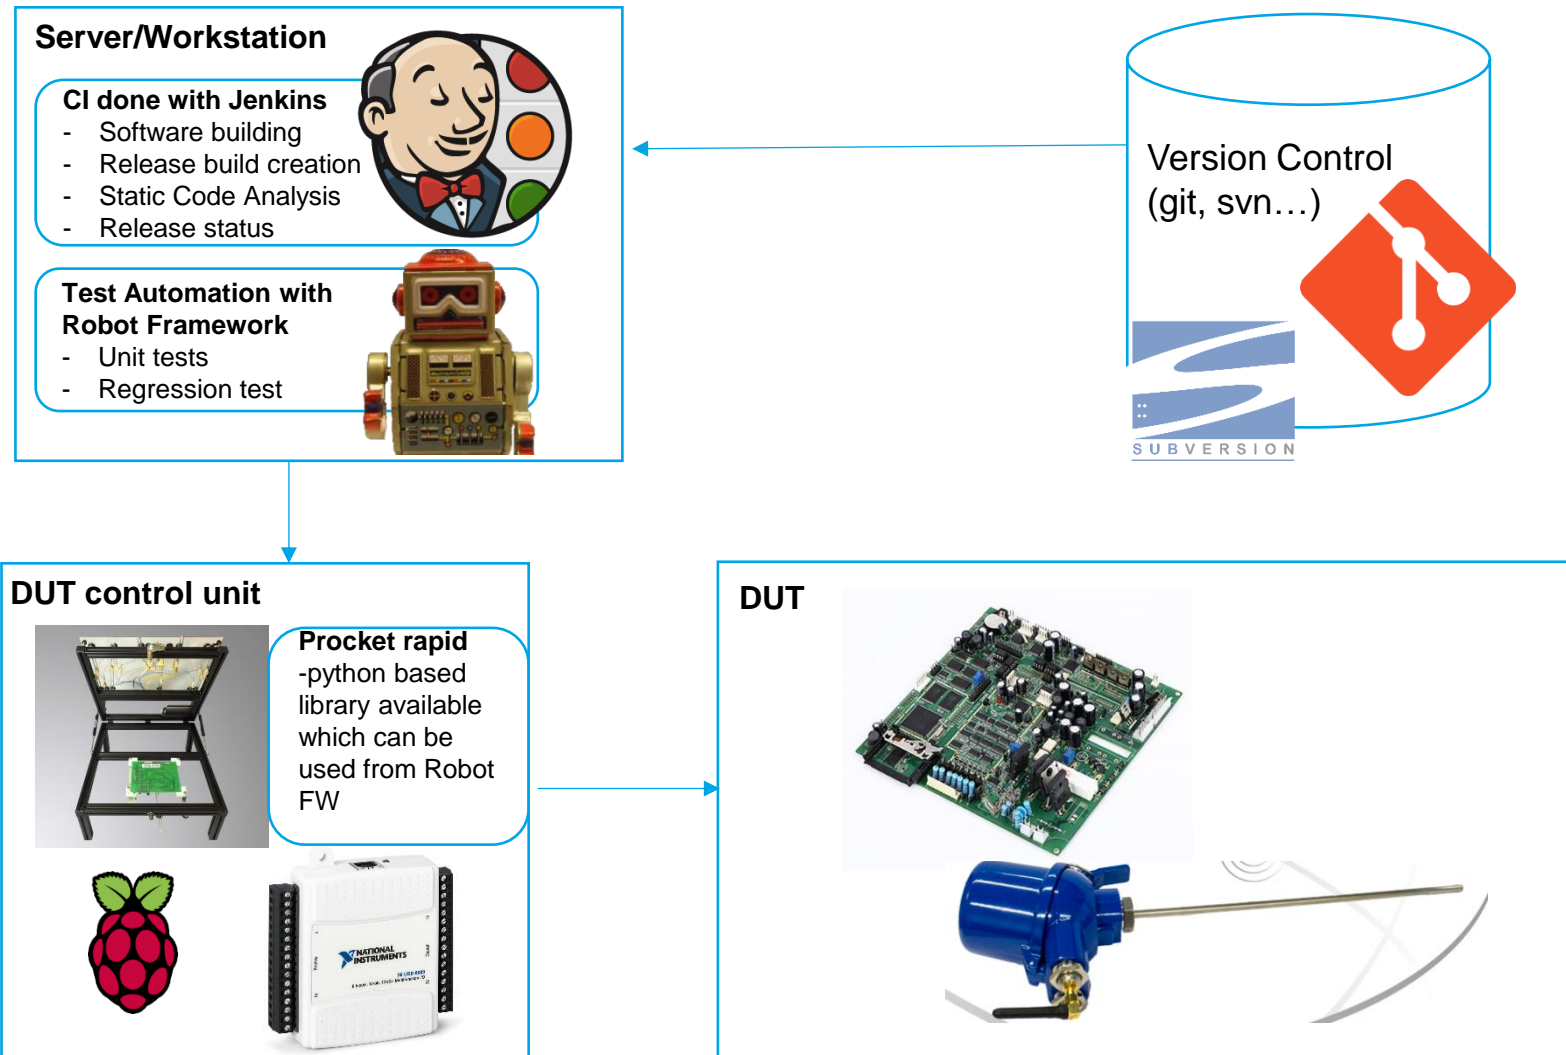 Server/Workstation
CI done with Jenkins
- Software building
- Release build creation
- Static Code Analysis
- Release status
Test Automation with
Robot Framework
- Unit tests
- Regression test
Version Control
(git, svn…)
SUBVERSION
DUT control unit
Procket rapid
-python based
library available
which can be
used from Robot
FW
NATIONAL
INSTRUMENTS
DUT